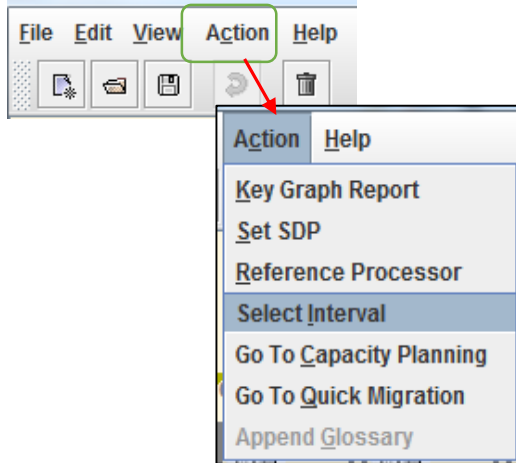 File Edit View Action Help
Action Help
Key Graph Report
Set SDP
Reference Processor
Select Interval
Go To Capacity Planning
Go To Quick Migration
Append Glossary